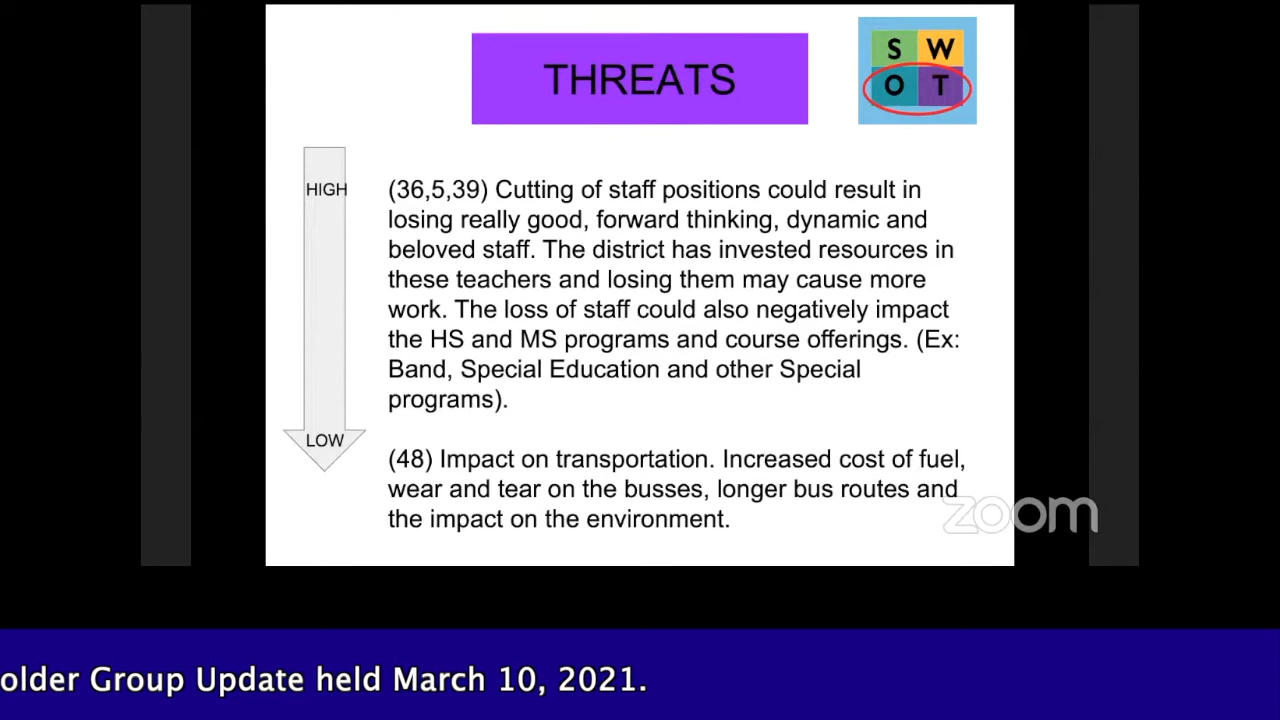 THREATS
S W
O T
HIGH
(36,5,39) Cutting of staff positions could result in
losing really good, forward thinking, dynamic and
beloved staff. The district has invested resources in
these teachers and losing them may cause more
work. The loss of staff could also negatively impact
the HS and MS programs and course offerings. (Ex:
Band, Special Education and other Special
programs).
LOW
(48) Impact on transportation. Increased cost of fuel,
wear and tear on the busses, longer bus routes and
the impact on the environment.
zoom
older Group Update held March 10, 2021.